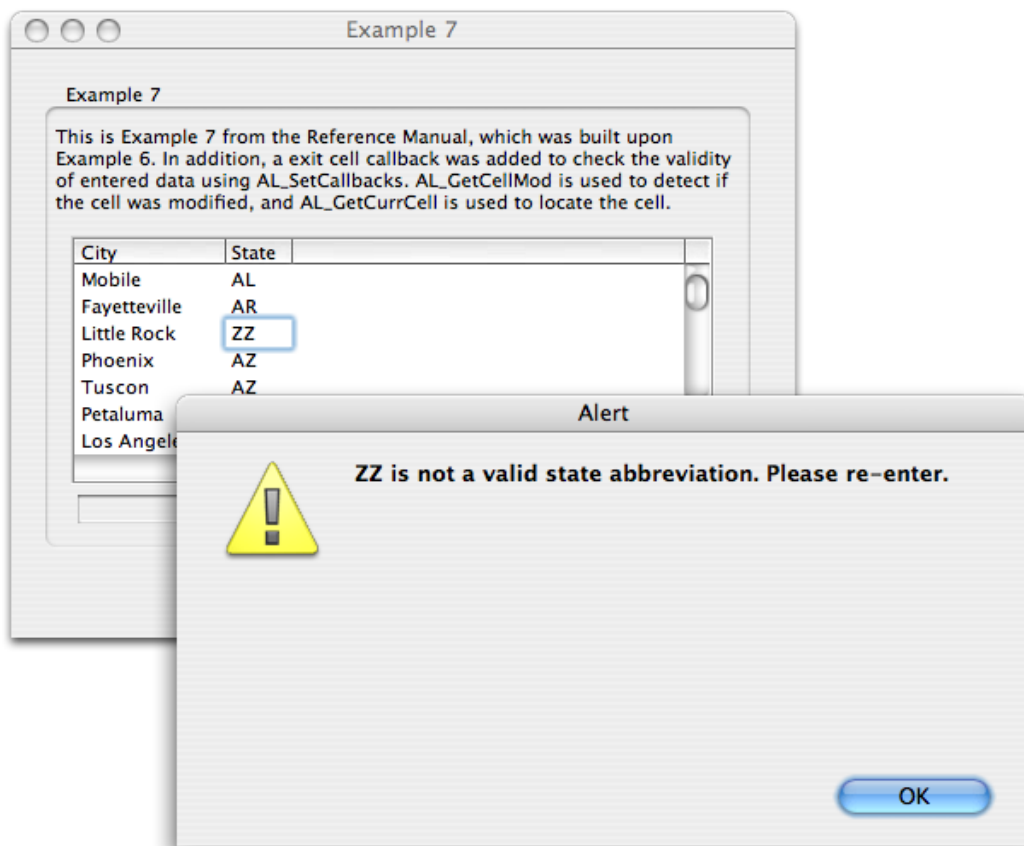 Example 7
Example 7
This is Example 7 from the Reference Manual, which was built upon
Example 6. In addition, a exit cell callback was added to check the validity
of entered data using AL_SetCallbacks. AL_GetCellMod is used to detect if
the cell was modified, and AL_GetCurrCell is used to locate the cell.
City State
Mobile AL
Fayetteville AR
Little Rock ZZ
Phoenix AZ
Tuscon AZ
Petaluma
Los Angele
Alert
ZZ is not a valid state abbreviation. Please re-enter.
OK